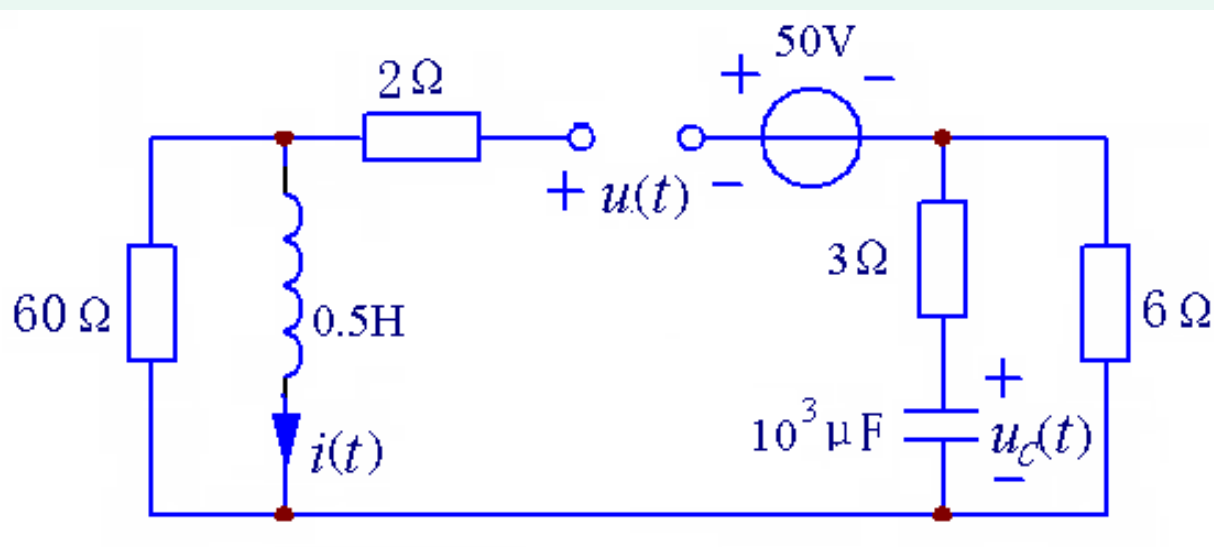 50V
+ −
2Ω
+ u(t) −
3Ω
60Ω
0.5H
6Ω
+
10³μF
u_C(t)
i(t)
−